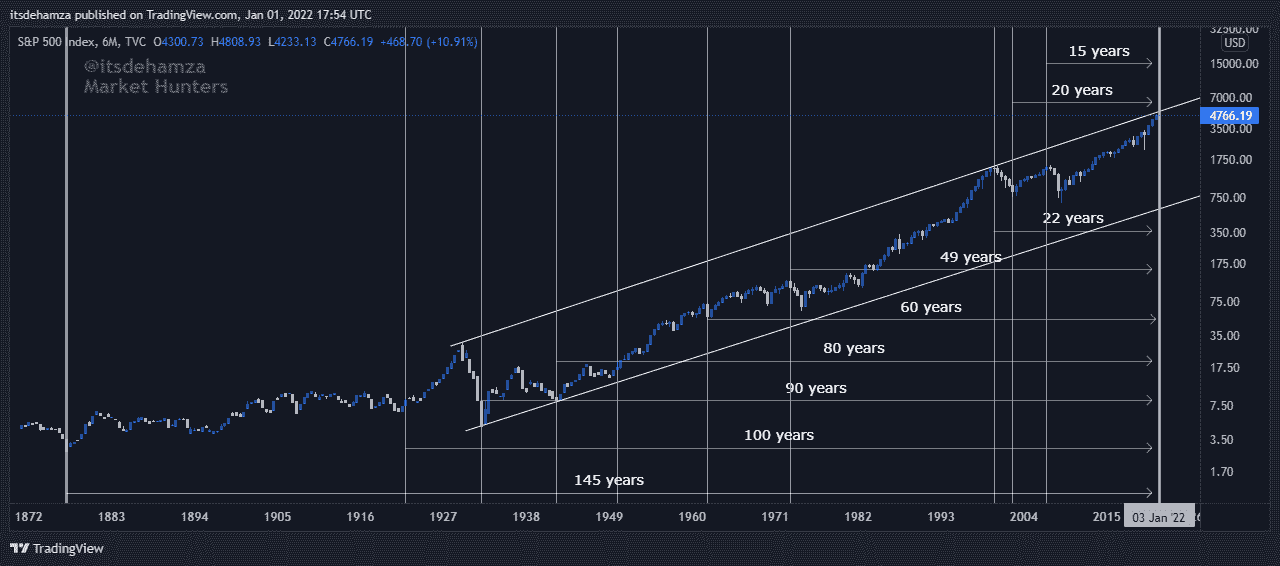 itsdehamza published on TradingView.com, Jan 01, 2022 17:54 UTC
S&P 500 Index, 6M, TVC O4300.73 H4808.93 L4233.13 C4766.19 +468.70 (+10.91%)
@itsdehamza
Market Hunters
32500.00
USD
15 years
15000.00
20 years
7000.00
4766.19
3500.00
1750.00
750.00
22 years
350.00
49 years
175.00
75.00
60 years
35.00
80 years
17.50
90 years
7.50
100 years
3.50
1.70
145 years
1872 1883 1894 1905 1916 1927 1938 1949 1960 1971 1982 1993 2004 2015 03 Jan '22
TradingView